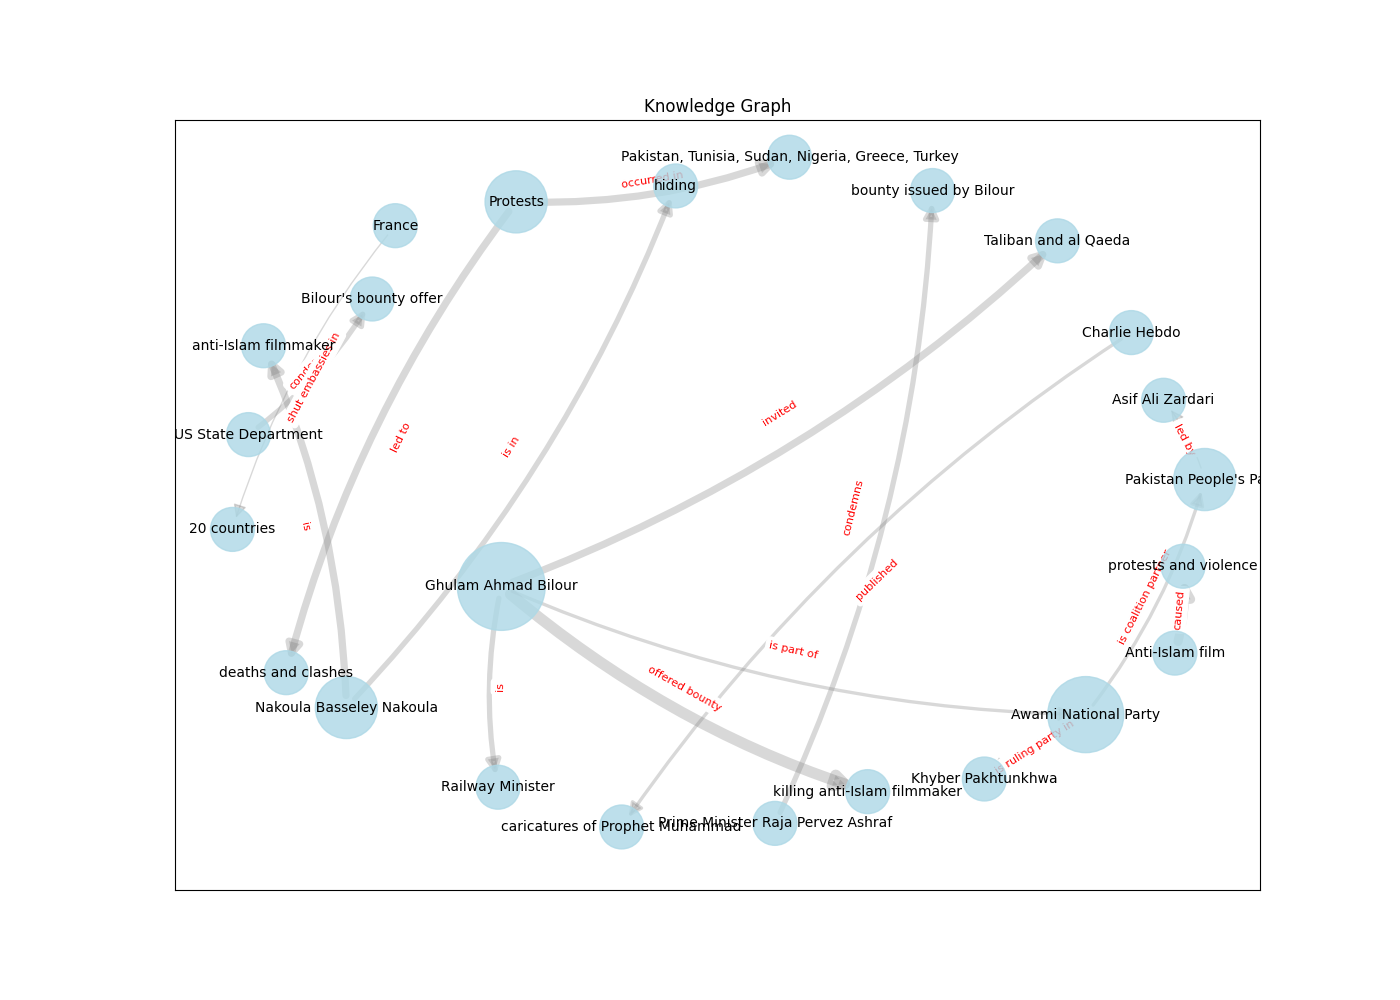 Knowledge Graph
Pakistan, Tunisia, Sudan, Nigeria, Greece, Turkey
occurred in
hiding
bounty issued by Bilour
Protests
France
Taliban and al Qaeda
Bilour's bounty offer
Charlie Hebdo
anti-Islam filmmaker
shut embassies in
Asif Ali Zardari
invited
US State Department
led to
is in
led by
Pakistan People's Pa
condemns
20 countries
is
protests and violence
published
Ghulam Ahmad Bilour
is coalition partner
caused
is part of
Anti-Islam film
deaths and clashes
offered bounty
is
Nakoula Basseley Nakoula
Awami National Party
is ruling party in
Khyber Pakhtunkhwa
Railway Minister
killing anti-Islam filmmaker
caricatures of Prophet Muhammad
Prime Minister Raja Pervez Ashraf